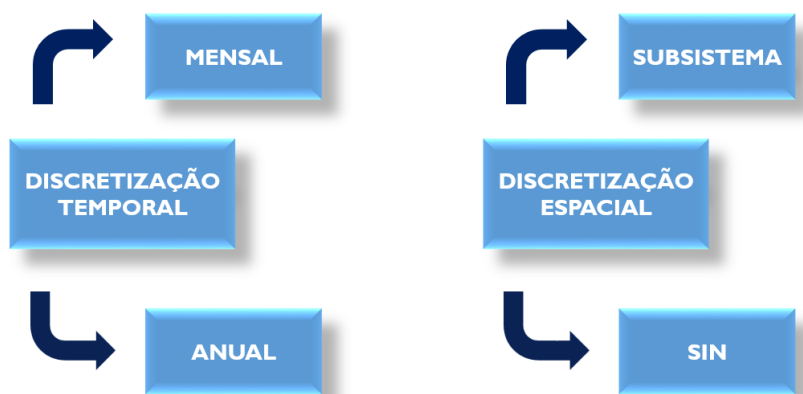 MENSAL
DISCRETIZAÇÃO
TEMPORAL
ANUAL
SUBSISTEMA
DISCRETIZAÇÃO
ESPACIAL
SIN